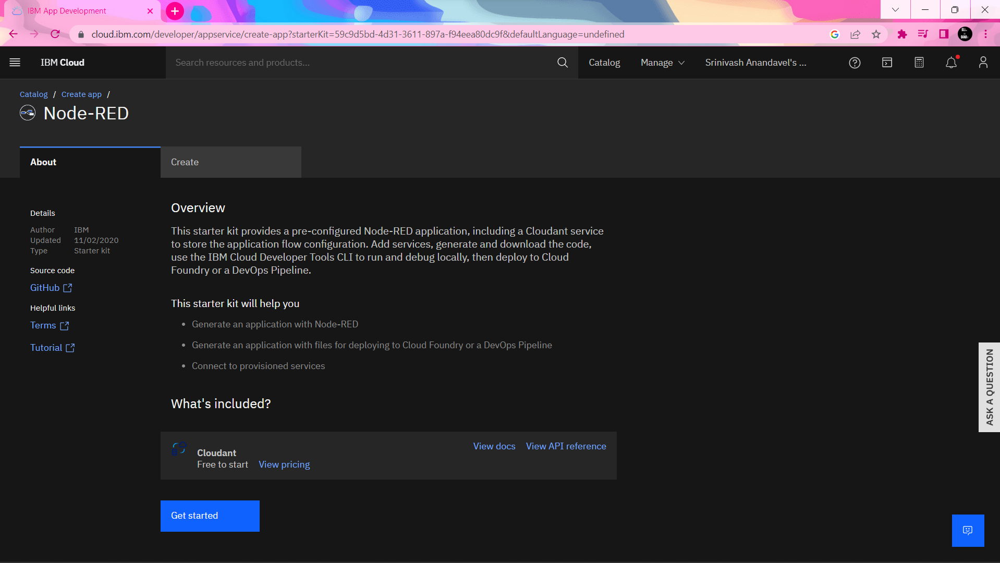 IBM App Development
cloud.ibm.com/developer/appservice/create-app?starterKit=59c9d5bd-4d31-3611-897a-f94eea80dc9f&defaultLanguage=undefined
IBM Cloud
Search resources and products...
Catalog
Manage
Srinivash Anandavel's ...
Catalog / Create app /
Node-RED
About
Create
Details
Author IBM
Updated 11/02/2020
Type Starter kit
Source code
GitHub
Helpful links
Terms
Tutorial
Overview
This starter kit provides a pre-configured Node-RED application, including a Cloudant service
to store the application flow configuration. Add services, generate and download the code,
use the IBM Cloud Developer Tools CLI to run and debug locally, then deploy to Cloud
Foundry or a DevOps Pipeline.
This starter kit will help you
• Generate an application with Node-RED
• Generate an application with files for deploying to Cloud Foundry or a DevOps Pipeline
• Connect to provisioned services
What's included?
Cloudant
Free to start View pricing
View docs View API reference
Get started
ASK A QUESTION